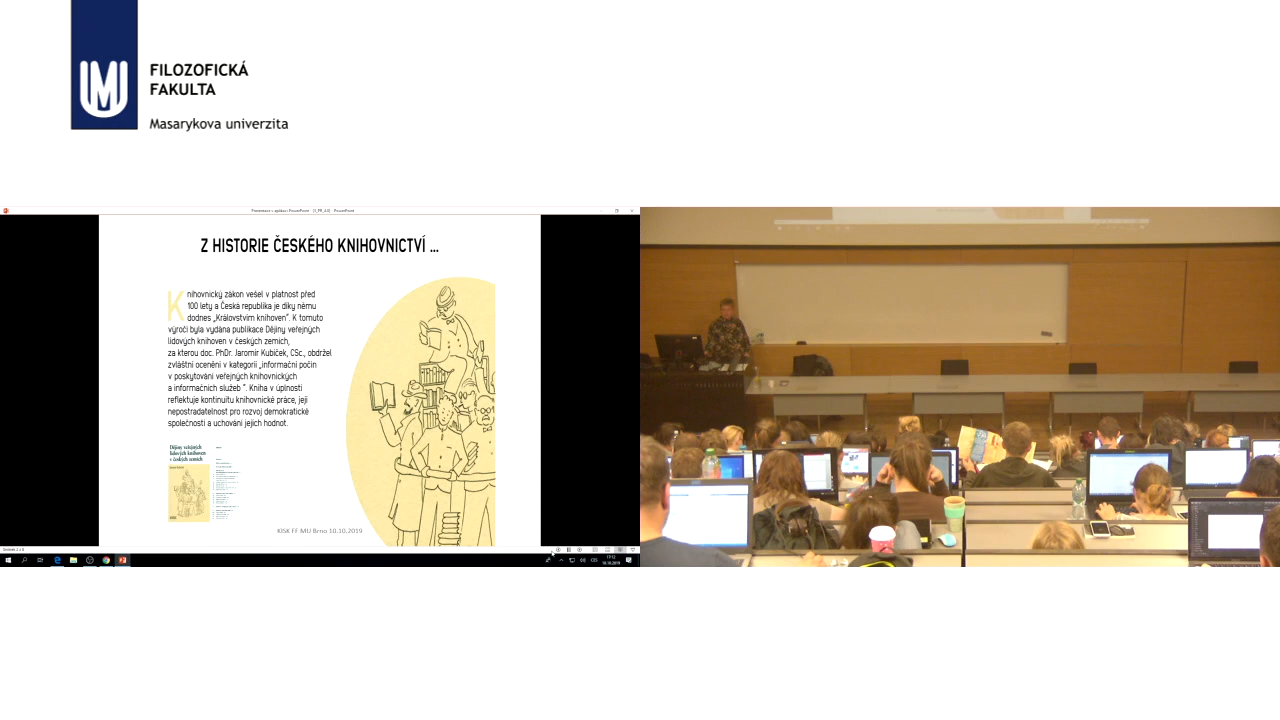 FILOZOFICKÁ
FAKULTA
Masarykova univerzita
Z HISTORIE ČESKÉHO KNIHOVNICTVÍ ...
Knihovnický zákon vešel v platnost před
100 lety a Česká republika je díky němu
dodnes „Královstvím knihoven“. K tomuto
výročí byla vydána publikace Dějiny veřejných
lidových knihoven v českých zemích,
za kterou doc. PhDr. Jaromír Kubíček, CSc., obdržel
zvláštní ocenění v kategorii „informační počin
v poskytování veřejných knihovnických
a informačních služeb “. Kniha v úplnosti
reflektuje kontinuitu knihovnické práce, její
nepostradatelnost pro rozvoj demokratické
společnosti a uchování jejích hodnot.
Dějiny veřejných
lidových knihoven
v českých zemích
KISK FF MU Brno 10.10.2019